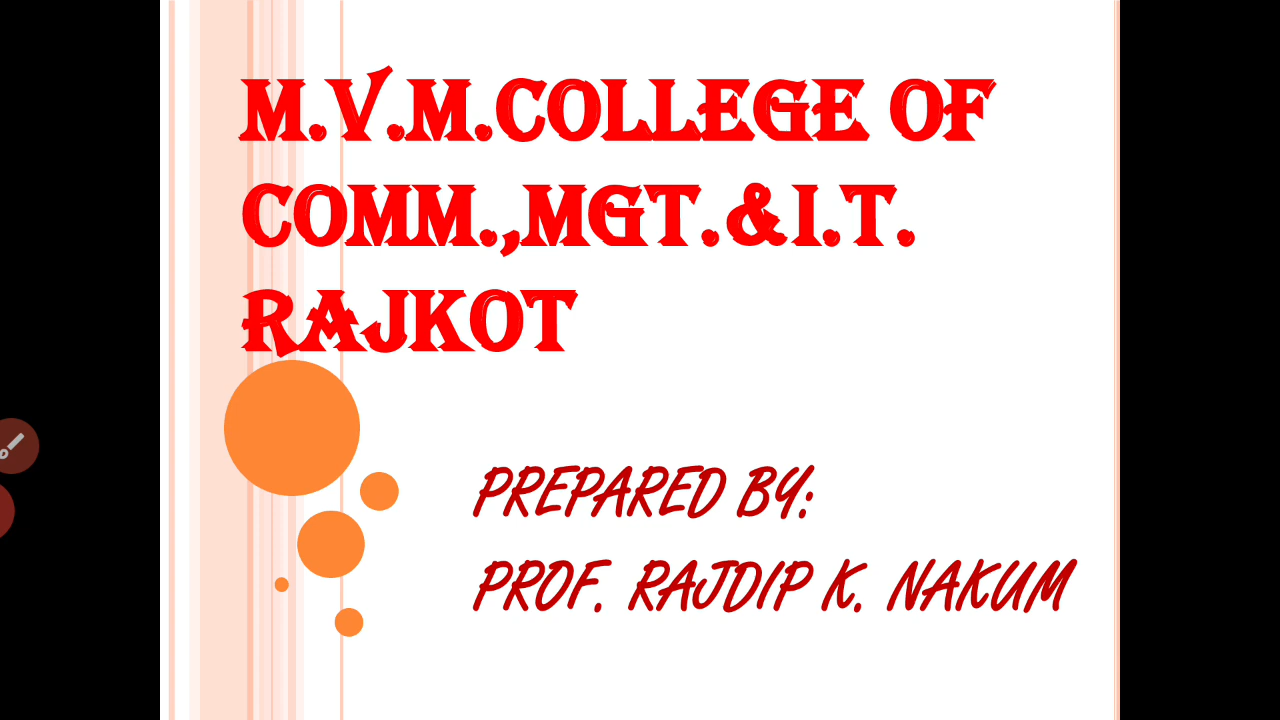 M.V.M.COLLEGE OF
COMM.,MGT.&I.T.
RAJKOT
PREPARED BY:
PROF. RAJDIP K. NAKUM